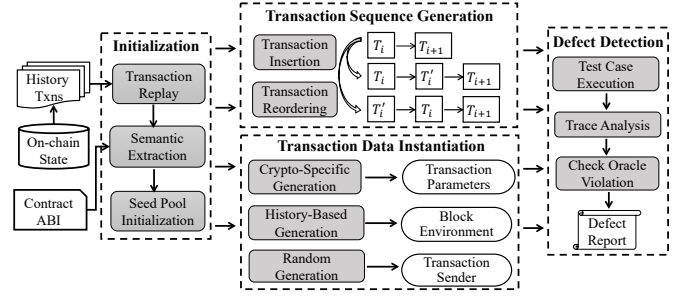 Transaction Sequence Generation
Initialization
Transaction
Insertion
T_i
T_{i+1}
Defect Detection
History
Txns
Transaction
Replay
Transaction
Reordering
T_i
T_i'
T_{i+1}
Test Case
Execution
T_i'
T_i
T_{i+1}
Trace Analysis
On-chain
State
Semantic
Extraction
Transaction Data Instantiation
Crypto-Specific
Generation
Transaction
Parameters
Check Oracle
Violation
Contract
ABI
Seed Pool
Initialization
History-Based
Generation
Block
Environment
Defect
Report
Random
Generation
Transaction
Sender